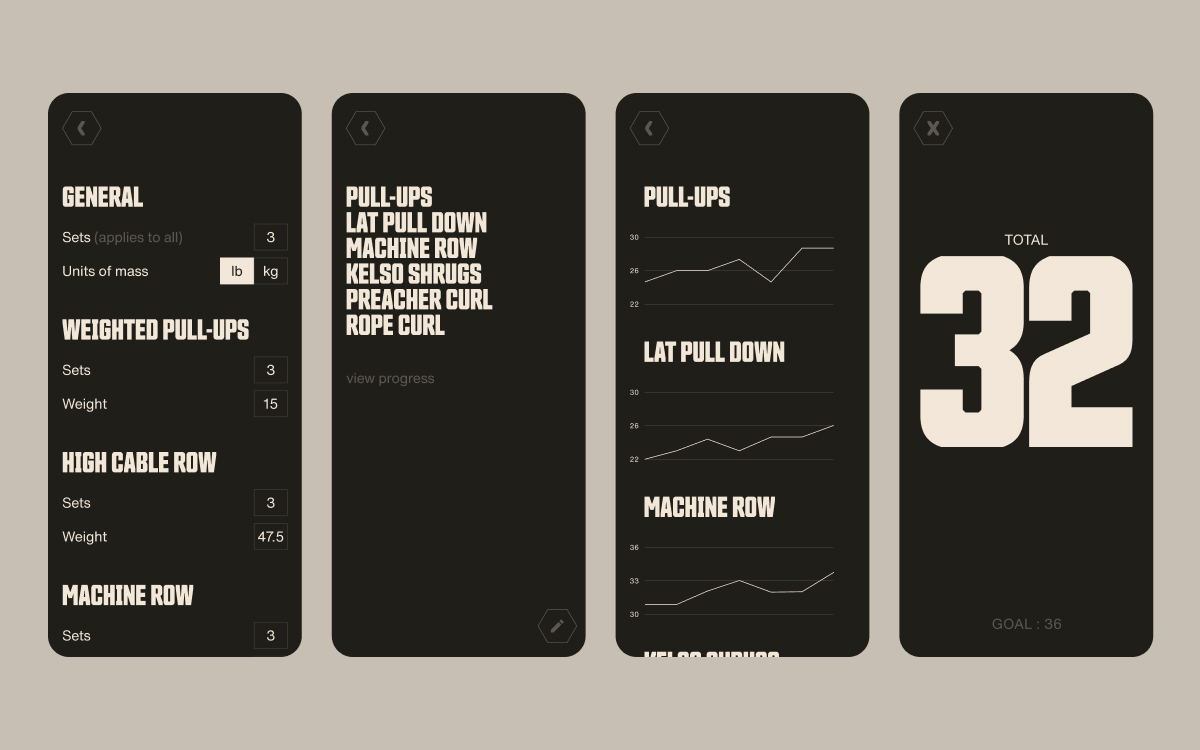 GENERAL
Sets (applies to all) 3
Units of mass lb kg
WEIGHTED PULL-UPS
Sets 3
Weight 15
HIGH CABLE ROW
Sets 3
Weight 47.5
MACHINE ROW
Sets 3
PULL-UPS
LAT PULL DOWN
MACHINE ROW
KELSO SHRUGS
PREACHER CURL
ROPE CURL
view progress
PULL-UPS
30
26
22
LAT PULL DOWN
30
26
22
MACHINE ROW
36
33
30
KELSO SHRUGS
TOTAL
32
GOAL : 36